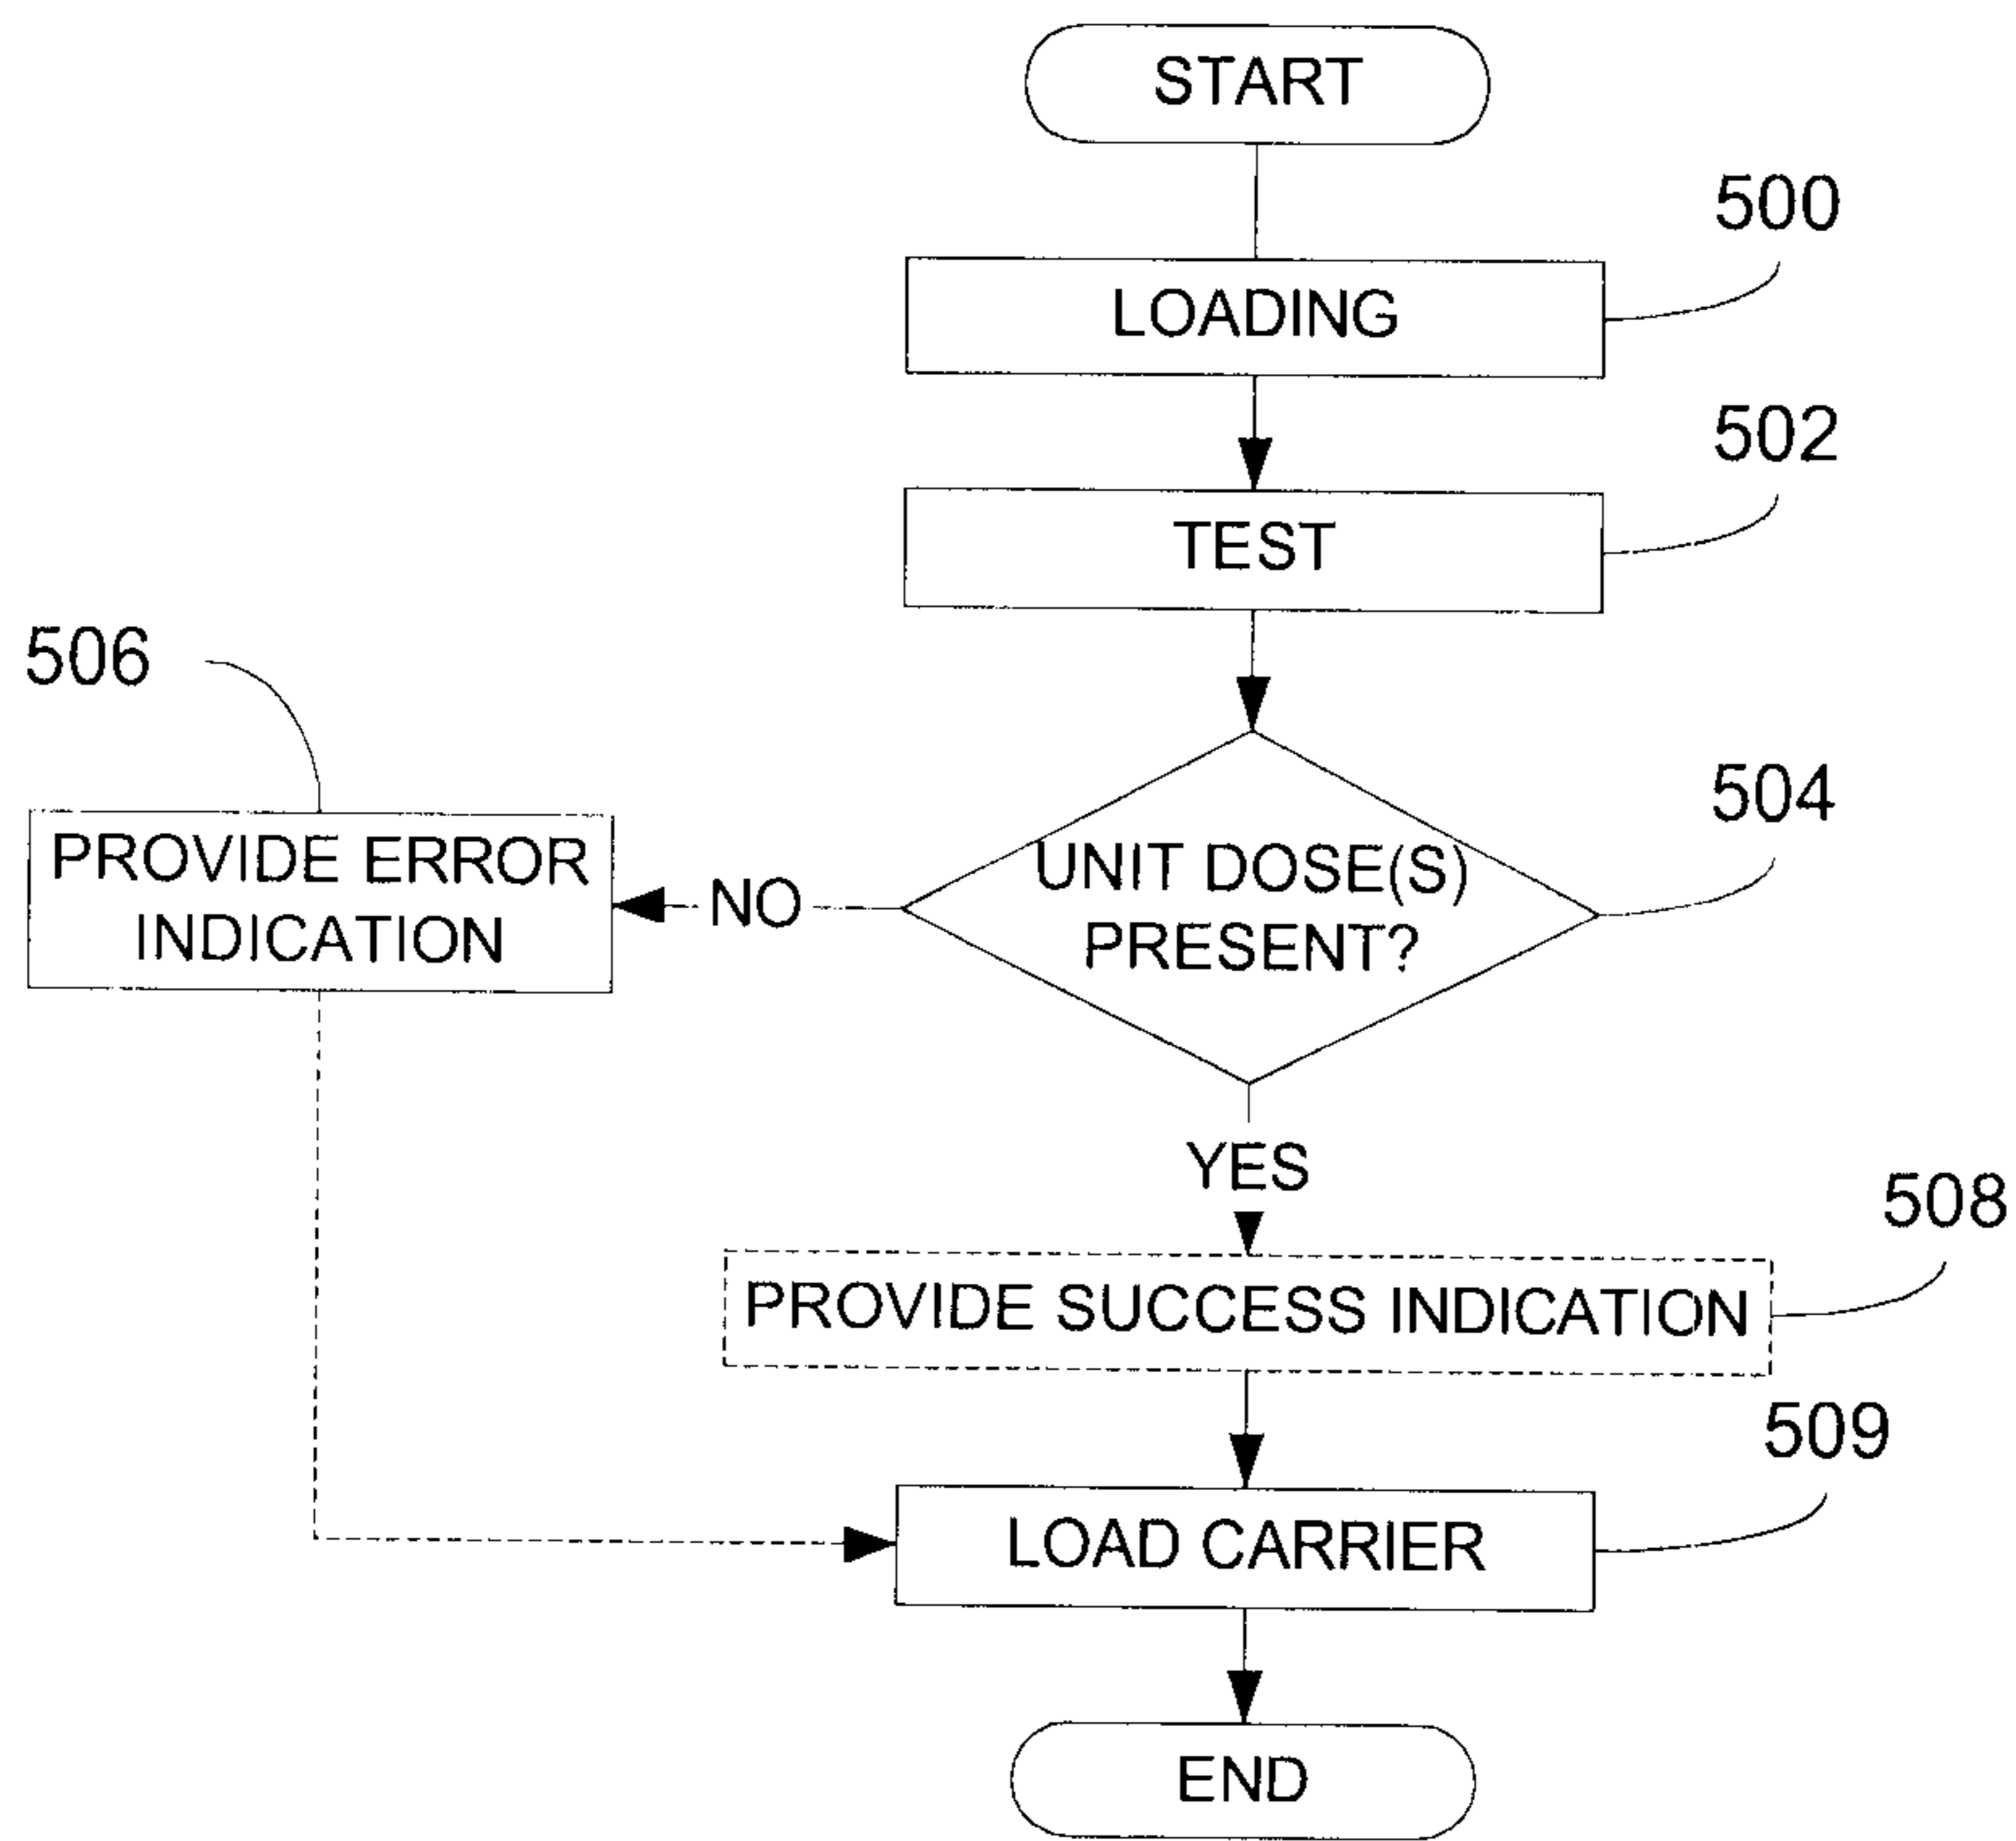 START
500
LOADING
502
TEST
506
504
PROVIDE ERROR
INDICATION
NO
UNIT DOSE(S)
PRESENT?
YES
508
PROVIDE SUCCESS INDICATION
509
LOAD CARRIER
END